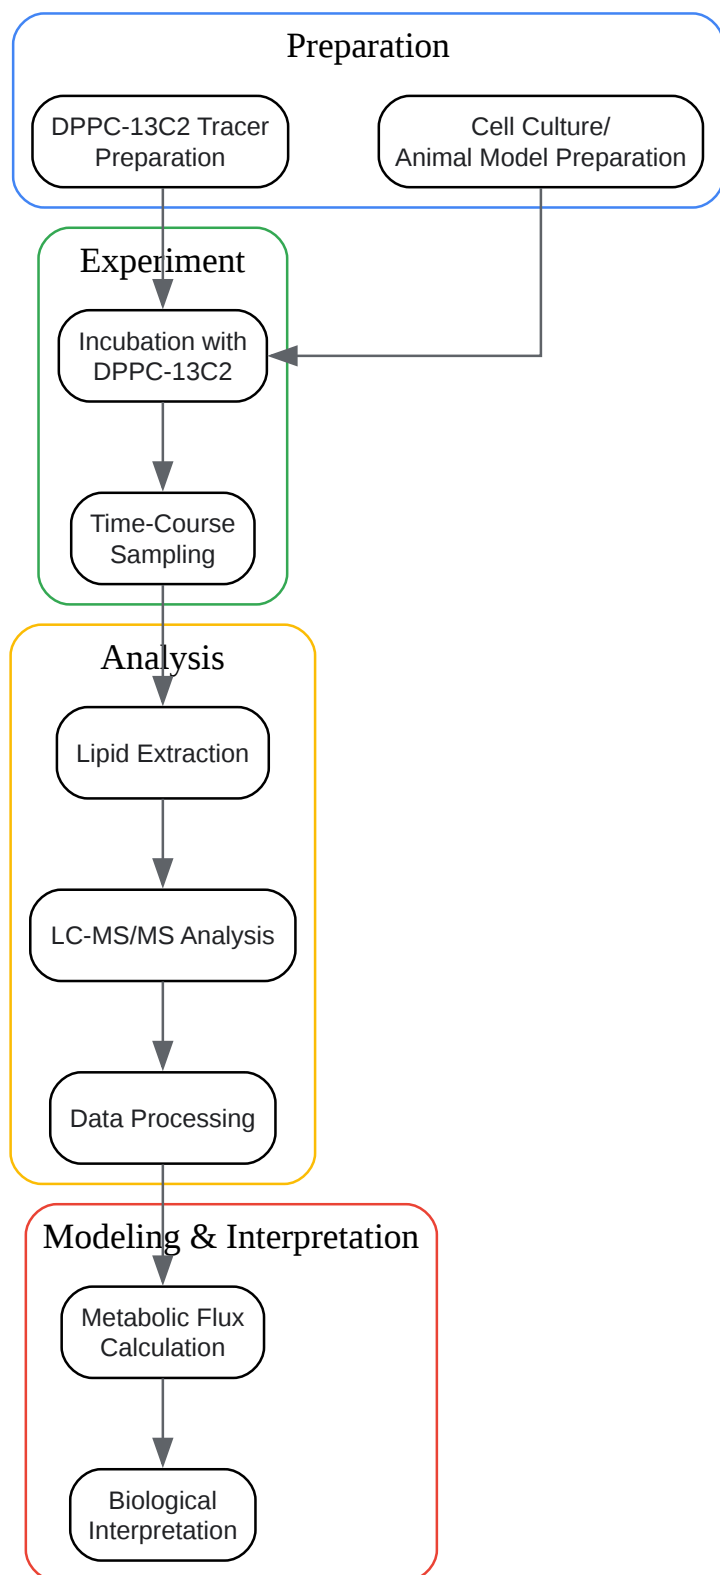 Preparation
DPPC-13C2 Tracer
Preparation
Cell Culture/
Animal Model Preparation
Experiment
Incubation with
DPPC-13C2
Time-Course
Sampling
Analysis
Lipid Extraction
LC-MS/MS Analysis
Data Processing
Modeling & Interpretation
Metabolic Flux
Calculation
Biological
Interpretation